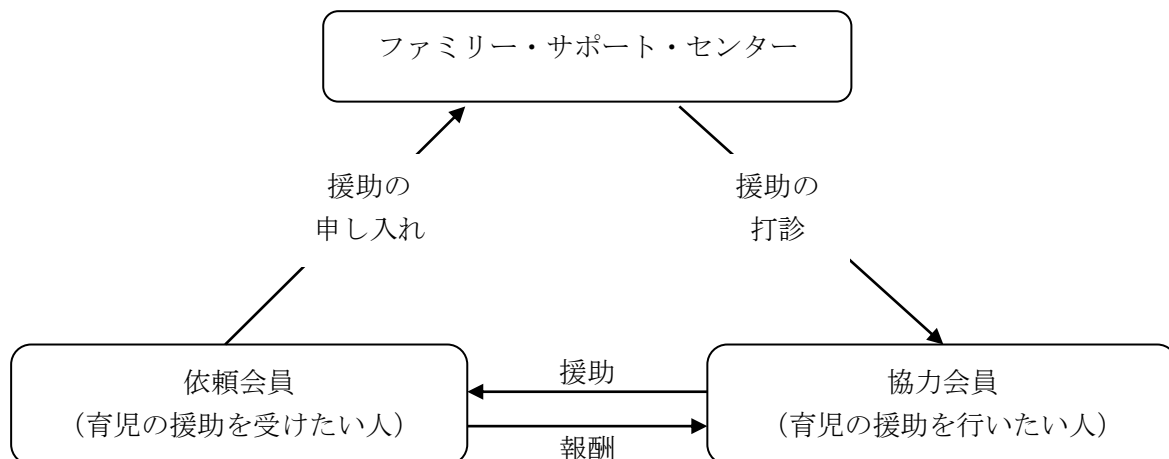 ファミリー・サポート・センター
援助の
申し入れ
援助の
打診
依頼会員
（育児の援助を受けたい人）
援助
報酬
協力会員
（育児の援助を行いたい人）